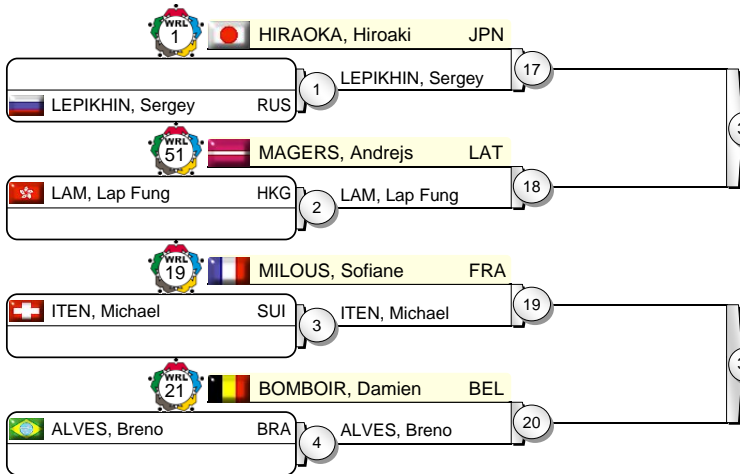 WRL
1 HIRAOKA, Hiroaki JPN
17
1 LEPIKHIN, Sergey
LEPIKHIN, Sergey RUS
WRL
51 MAGERS, Andrejs LAT
LAM, Lap Fung HKG
2 LAM, Lap Fung
18
WRL
19 MILOUS, Sofiane FRA
ITEN, Michael SUI
3 ITEN, Michael
19
WRL
21 BOMBOIR, Damien BEL
ALVES, Breno BRA
4 ALVES, Breno
20